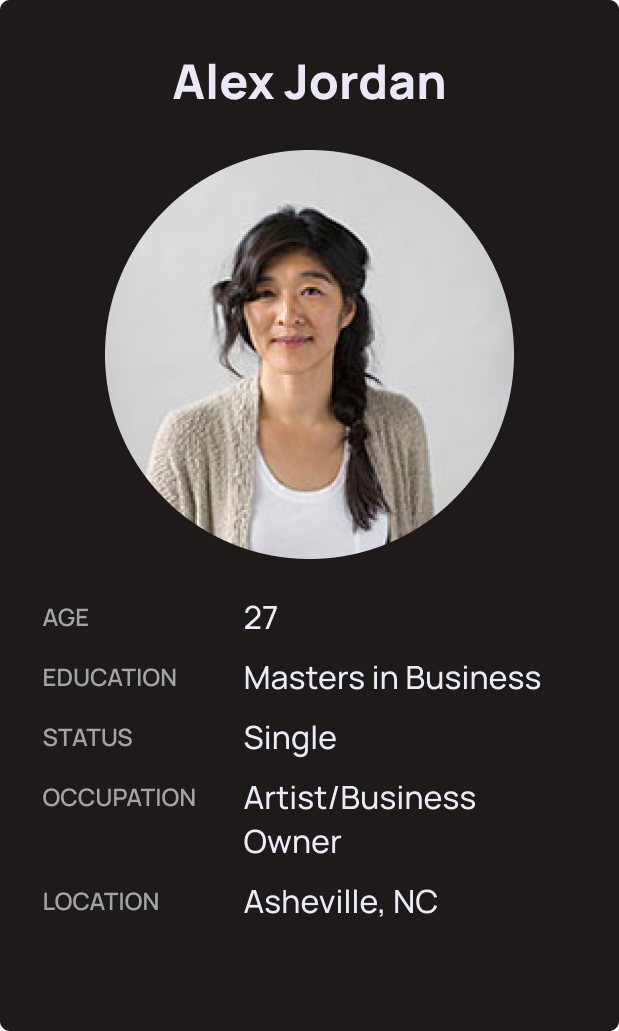 Alex Jordan
AGE 27
EDUCATION Masters in Business
STATUS Single
OCCUPATION Artist/Business
Owner
LOCATION Asheville, NC